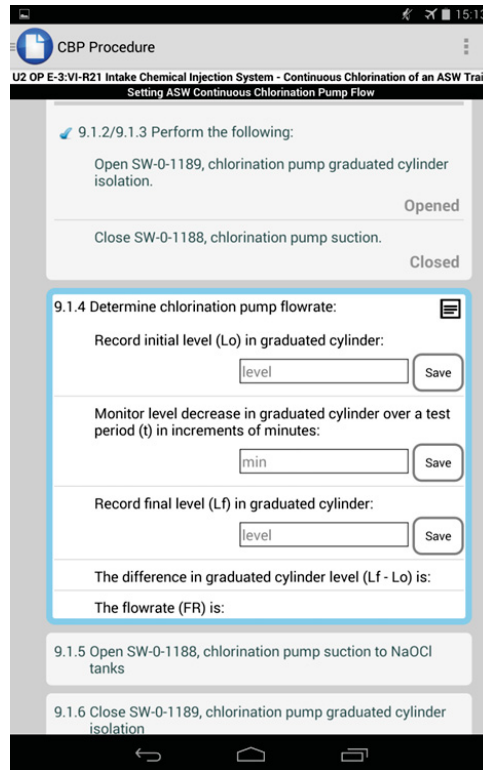 15:13
CBP Procedure
U2 OP E-3:VI-R21 Intake Chemical Injection System - Continuous Chlorination of an ASW Trai
Setting ASW Continuous Chlorination Pump Flow
9.1.2/9.1.3 Perform the following:
Open SW-0-1189, chlorination pump graduated cylinder
isolation.
Opened
Close SW-0-1188, chlorination pump suction.
Closed
9.1.4 Determine chlorination pump flowrate:
Record initial level (Lo) in graduated cylinder:
level
Save
Monitor level decrease in graduated cylinder over a test
period (t) in increments of minutes:
min
Save
Record final level (Lf) in graduated cylinder:
level
Save
The difference in graduated cylinder level (Lf - Lo) is:
The flowrate (FR) is:
9.1.5 Open SW-0-1188, chlorination pump suction to NaOCl
tanks
9.1.6 Close SW-0-1189, chlorination pump graduated cylinder
isolation